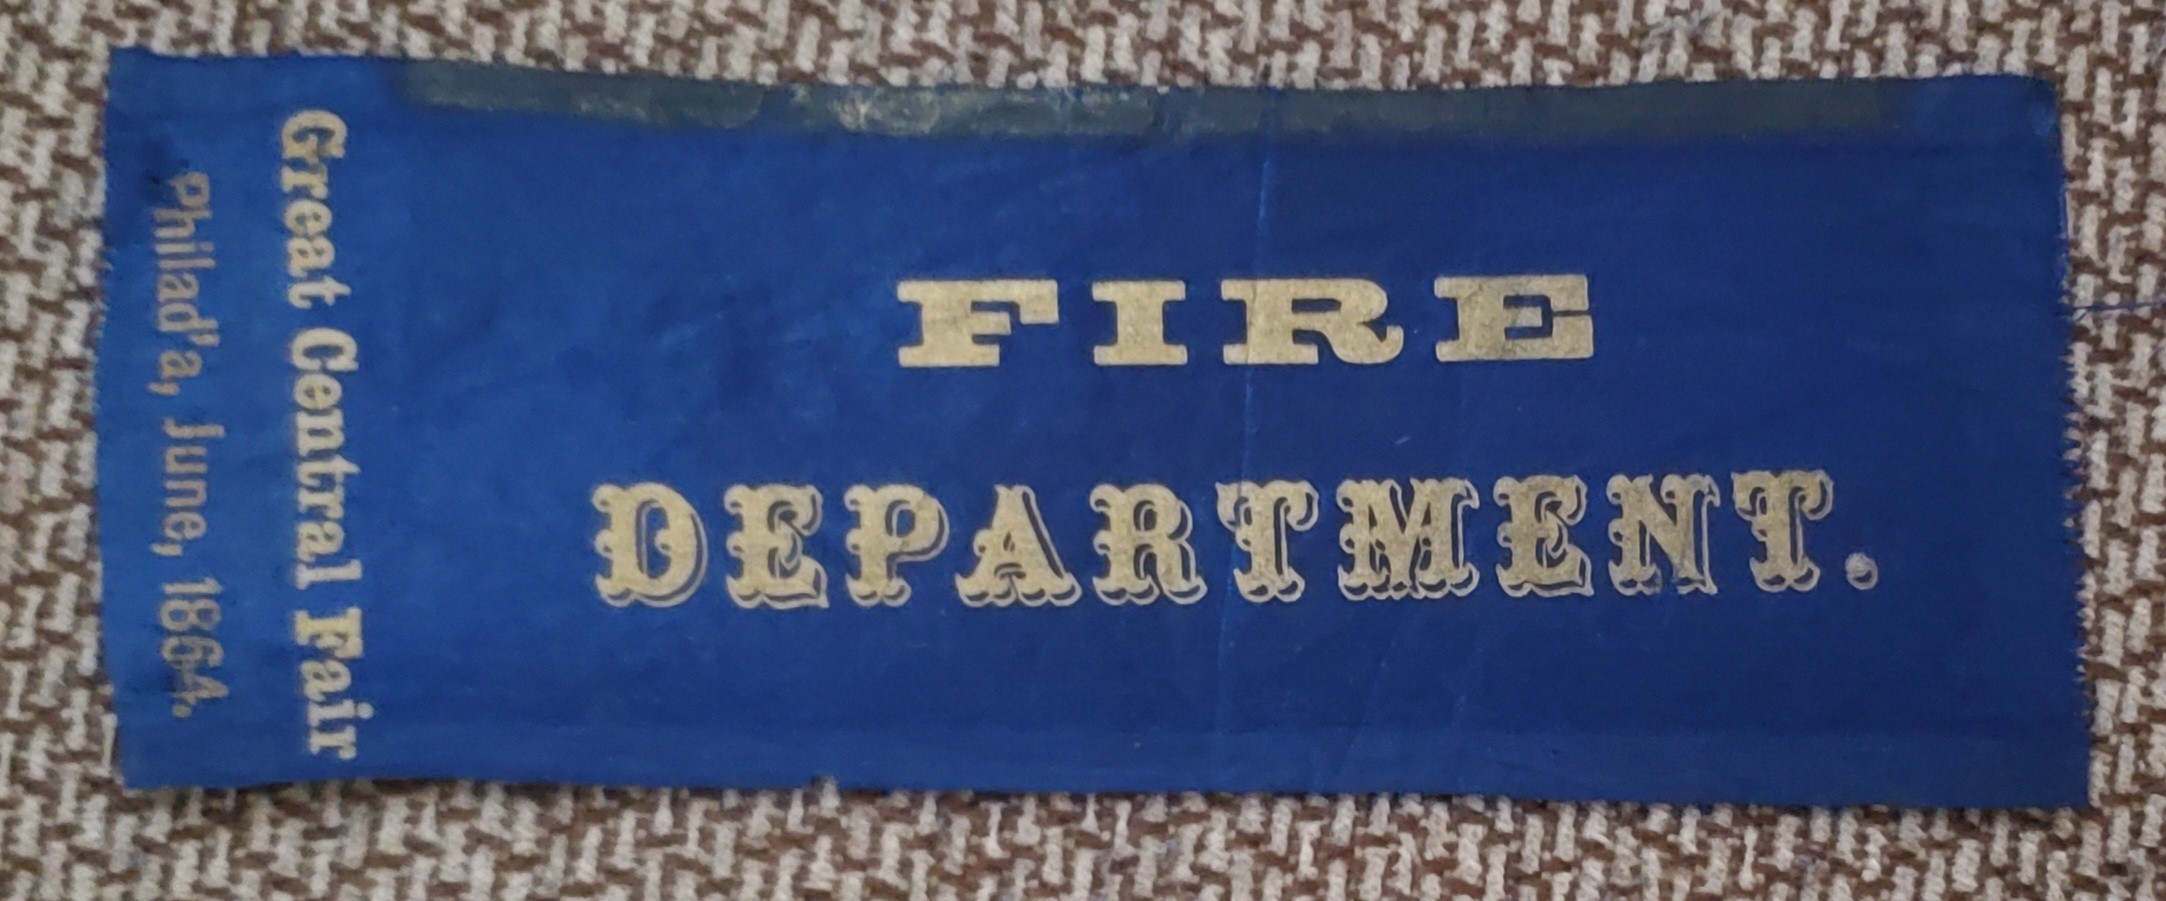 Great Central Fair
Philad'a, June, 1864.
FIRE
DEPARTMENT.